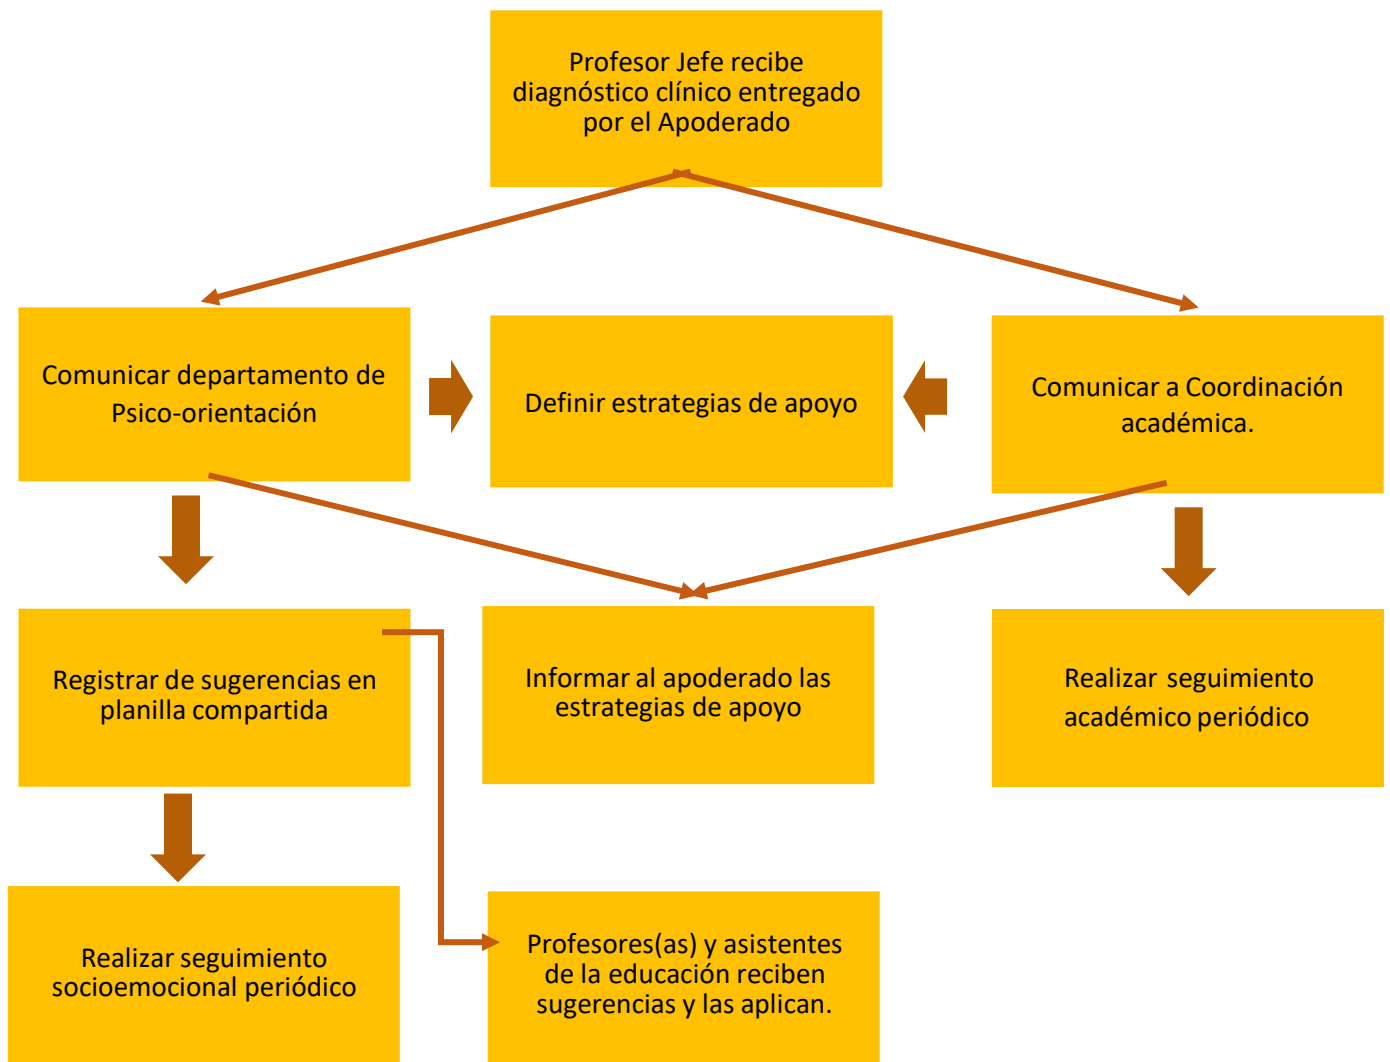 Profesor Jefe recibe
diagnóstico clínico entregado
por el Apoderado
Comunicar departamento de
Psico-orientación
Definir estrategias de apoyo
Comunicar a Coordinación
académica.
Registrar de sugerencias en
planilla compartida
Informar al apoderado las
estrategias de apoyo
Realizar seguimiento
académico periódico
Realizar seguimiento
socioemocional periódico
Profesores(as) y asistentes
de la educación reciben
sugerencias y las aplican.